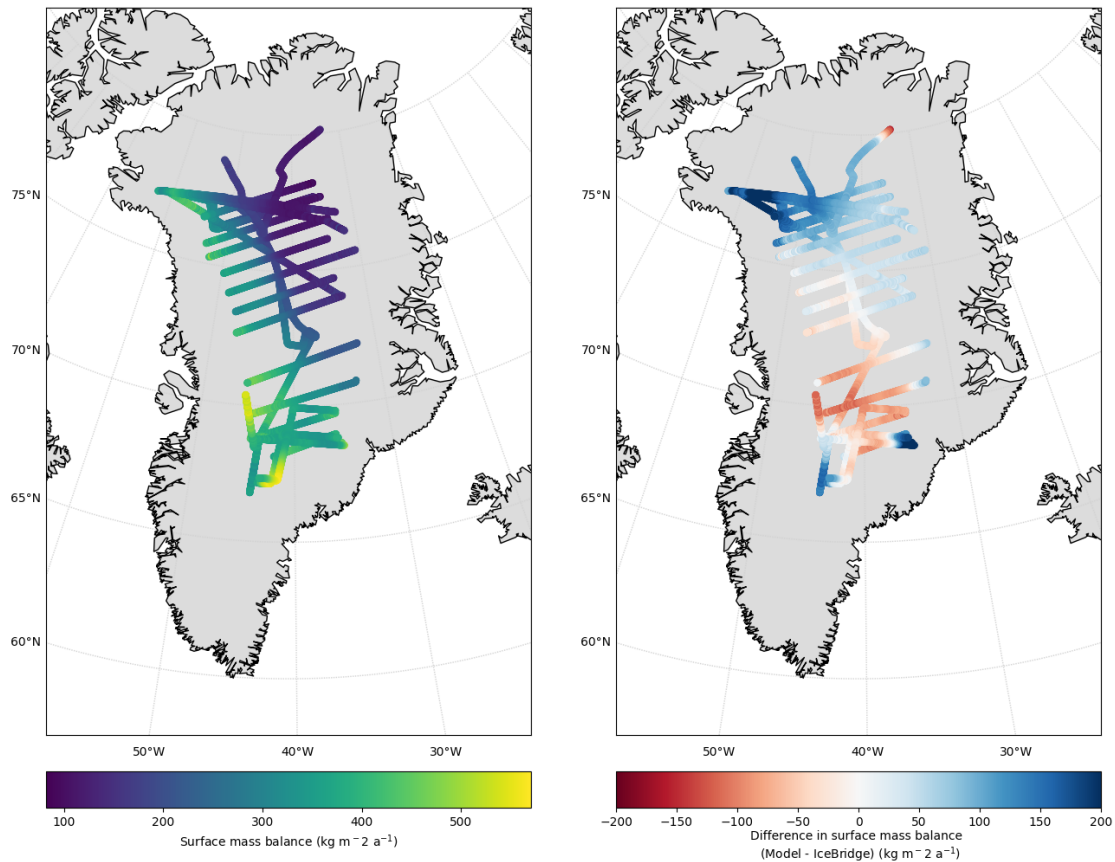 75°N
70°N
65°N
60°N
50°W 40°W 30°W
100 200 300 400 500
Surface mass balance (kg m − 2 a⁻¹)
75°N
70°N
65°N
60°N
50°W 40°W 30°W
−200 −150 −100 −50 0 50 100 150 200
Difference in surface mass balance
(Model - IceBridge) (kg m − 2 a⁻¹)